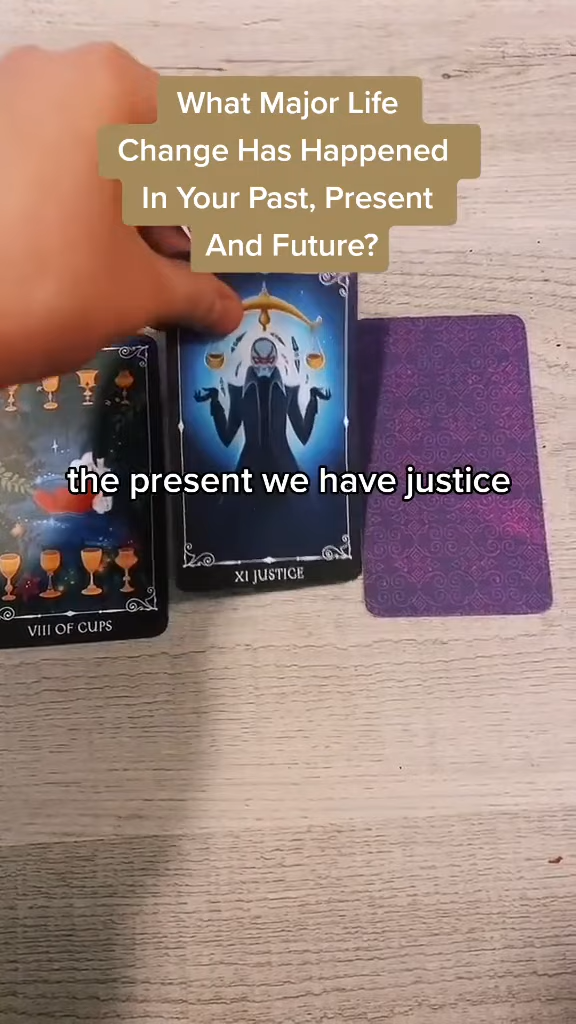 What Major Life
Change Has Happened
In Your Past, Present
And Future?
the present we have justice
XI JUSTICE
VIII OF CUPS